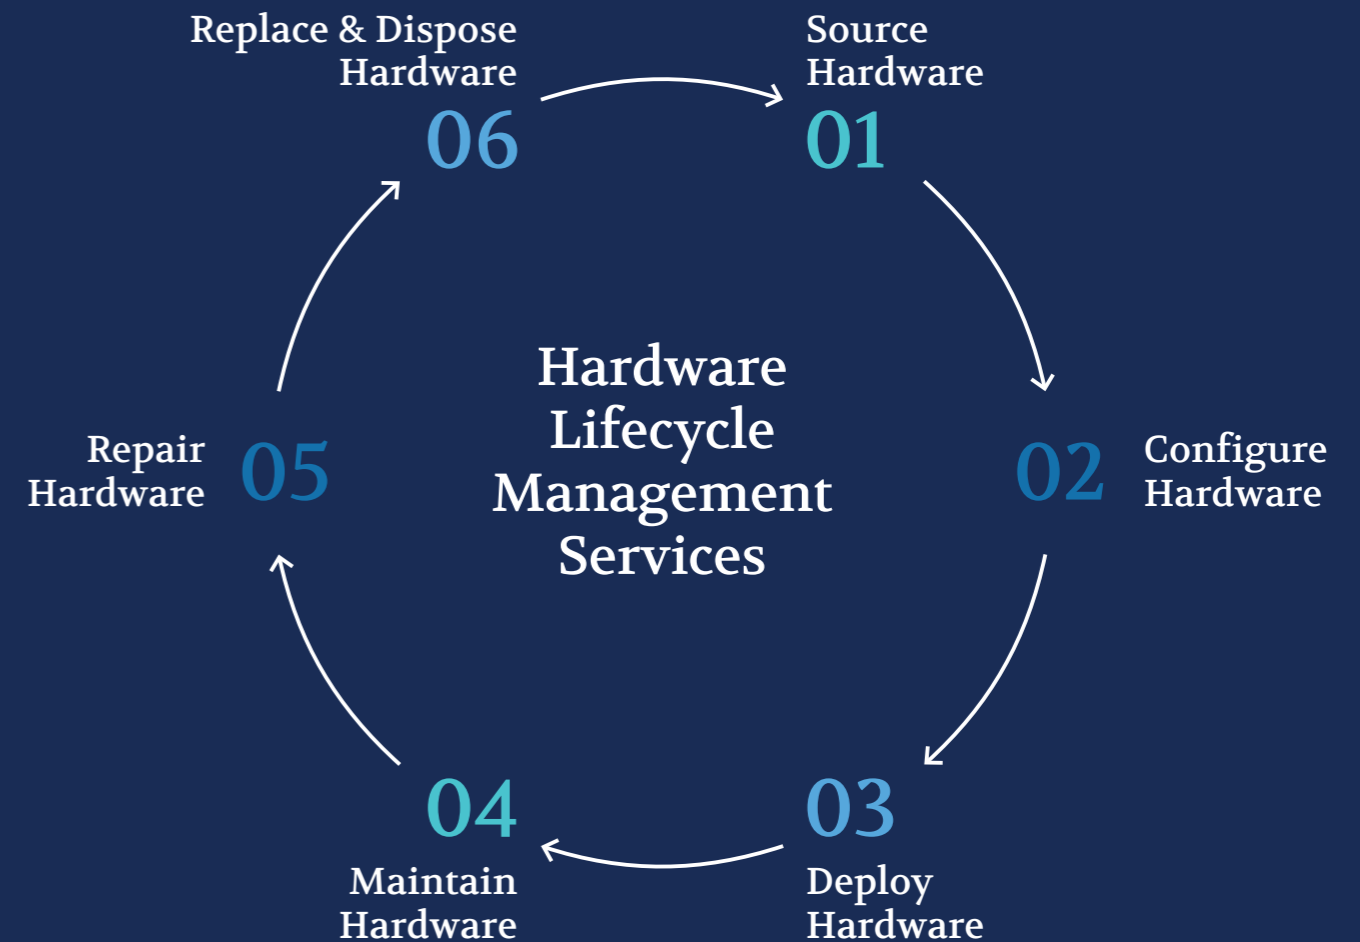 Replace & Dispose
Hardware
06
Source
Hardware
01
Hardware
Lifecycle
Management
Services
Repair
Hardware
05
02
Configure
Hardware
04
Maintain
Hardware
03
Deploy
Hardware